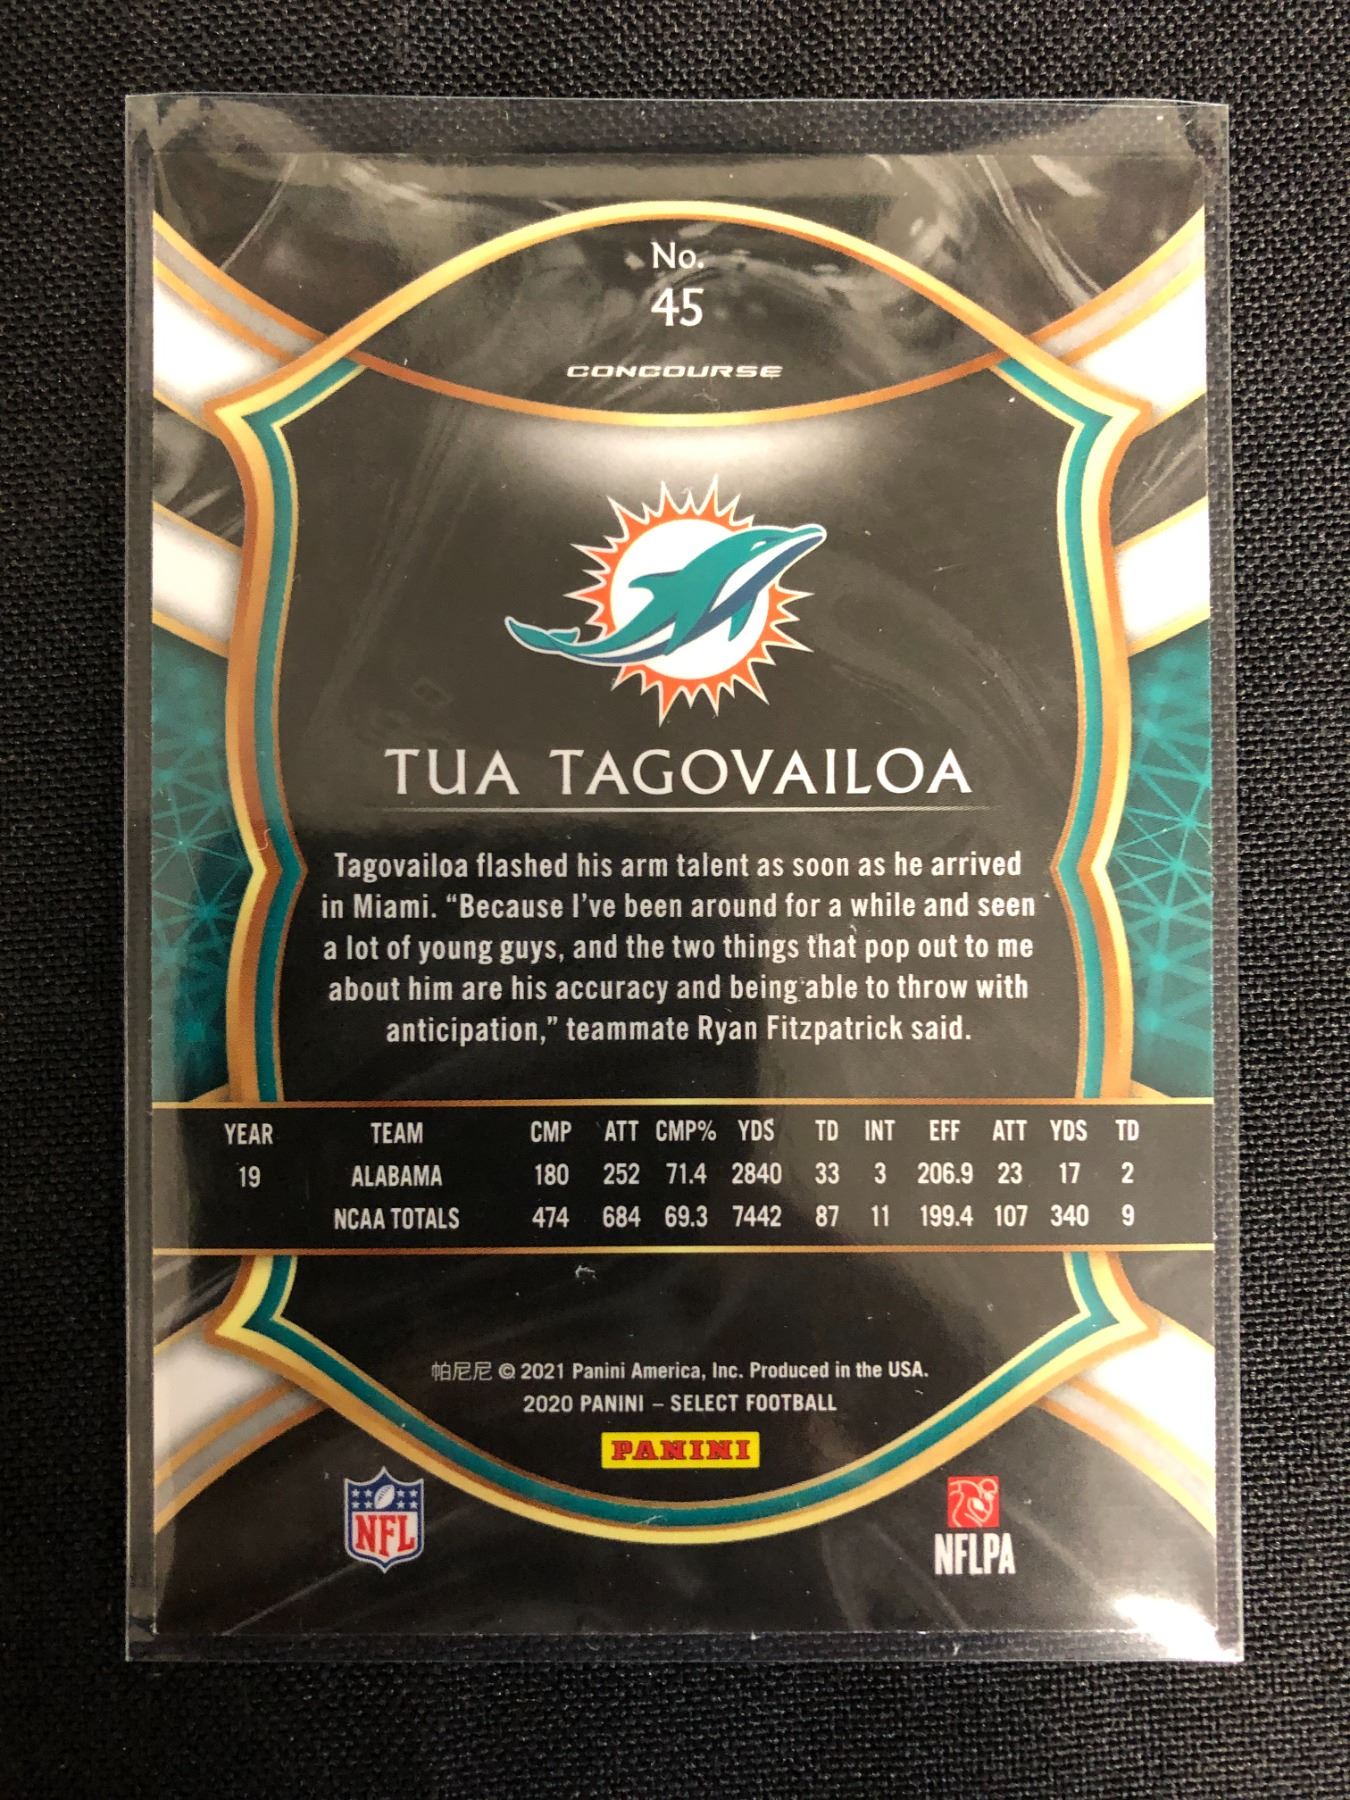 No.
45
CONCOURSE
TUA TAGOVAILOA
Tagovailoa flashed his arm talent as soon as he arrived
in Miami. “Because I’ve been around for a while and seen
a lot of young guys, and the two things that pop out to me
about him are his accuracy and being able to throw with
anticipation,” teammate Ryan Fitzpatrick said.
YEAR TEAM CMP ATT CMP% YDS TD INT EFF ATT YDS TD
19 ALABAMA 180 252 71.4 2840 33 3 206.9 23 17 2
NCAA TOTALS 474 684 69.3 7442 87 11 199.4 107 340 9
帕尼尼 © 2021 Panini America, Inc. Produced in the USA.
2020 PANINI – SELECT FOOTBALL
PANINI
NFL
NFLPA